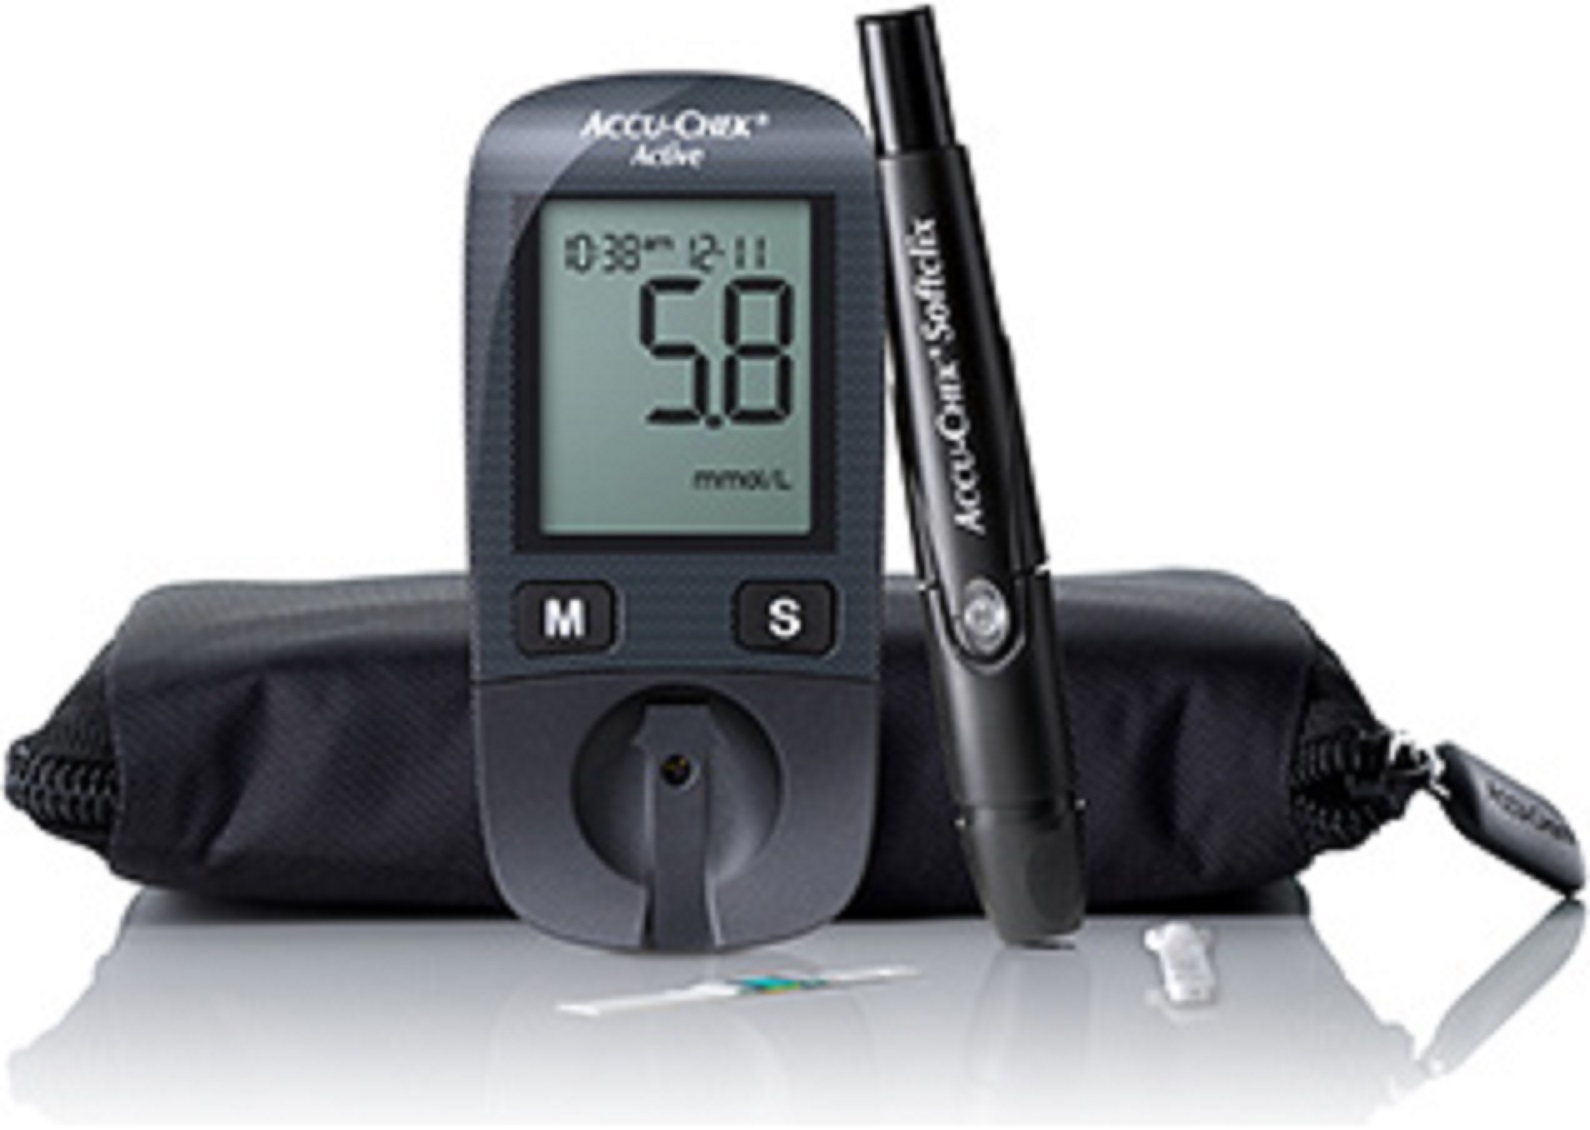 ACCU-CHEK®
Active
10:38am 12-11
5.8
mmol/L
M
S
ACCU-CHEK® Softclix